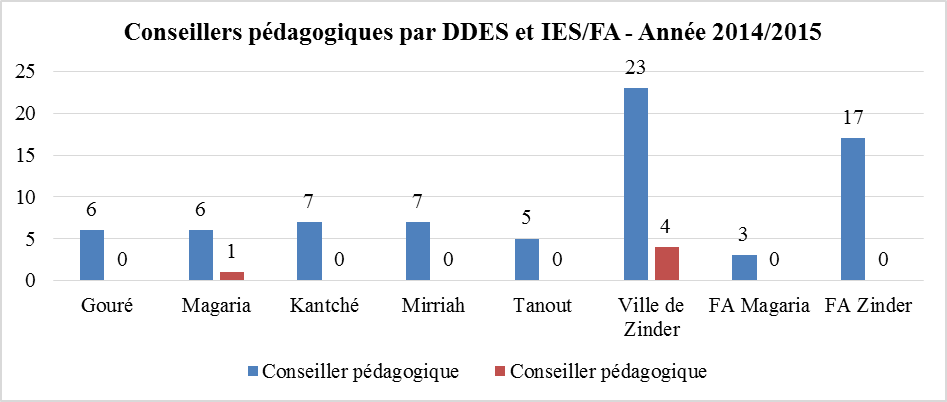 Conseillers pédagogiques par DDES et IES/FA - Année 2014/2015
25
20
15
10
5
0
6
0
6
1
7
0
7
0
5
0
23
4
3
0
17
0
Gouré
Magaria
Kantché
Mirriah
Tanout
Ville de
Zinder
FA Magaria
FA Zinder
Conseiller pédagogique
Conseiller pédagogique